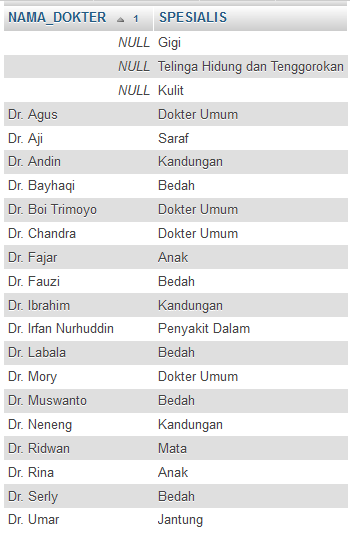 NAMA_DOKTER 1 SPESIALIS
NULL Gigi
NULL Telinga Hidung dan Tenggorokan
NULL Kulit
Dr. Agus Dokter Umum
Dr. Aji Saraf
Dr. Andin Kandungan
Dr. Bayhaqi Bedah
Dr. Boi Trimoyo Dokter Umum
Dr. Chandra Dokter Umum
Dr. Fajar Anak
Dr. Fauzi Bedah
Dr. Ibrahim Kandungan
Dr. Irfan Nurhuddin Penyakit Dalam
Dr. Labala Bedah
Dr. Mory Dokter Umum
Dr. Muswanto Bedah
Dr. Neneng Kandungan
Dr. Ridwan Mata
Dr. Rina Anak
Dr. Serly Bedah
Dr. Umar Jantung